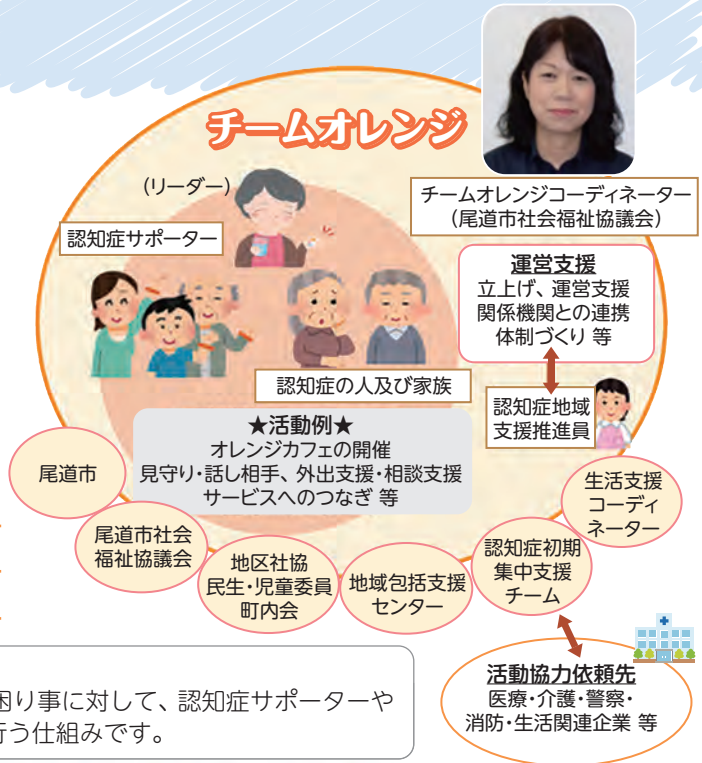 チームオレンジ
(リーダー)
認知症サポーター
チームオレンジコーディネーター
(尾道市社会福祉協議会)
運営支援
立上げ、運営支援
関係機関との連携
体制づくり 等
認知症の人及び家族
認知症地域
支援推進員
★活動例★
オレンジカフェの開催
見守り・話し相手、外出支援・相談支援
サービスへのつなぎ 等
尾道市
尾道市社会
福祉協議会
地区社協
民生・児童委員
町内会
地域包括支援
センター
認知症初期
集中支援
チーム
生活支援
コーディ
ネーター
活動協力依頼先
医療・介護・警察・
消防・生活関連企業 等
困り事に対して、認知症サポーターや
行う仕組みです。